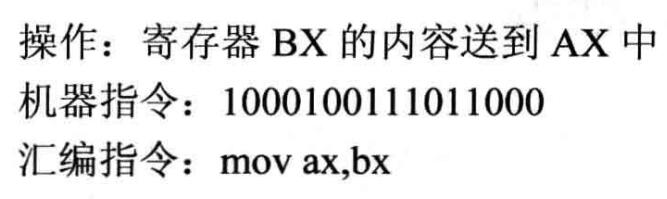 操作：寄存器 BX 的内容送到 AX 中
机器指令：1000100111011000
汇编指令：mov ax,bx